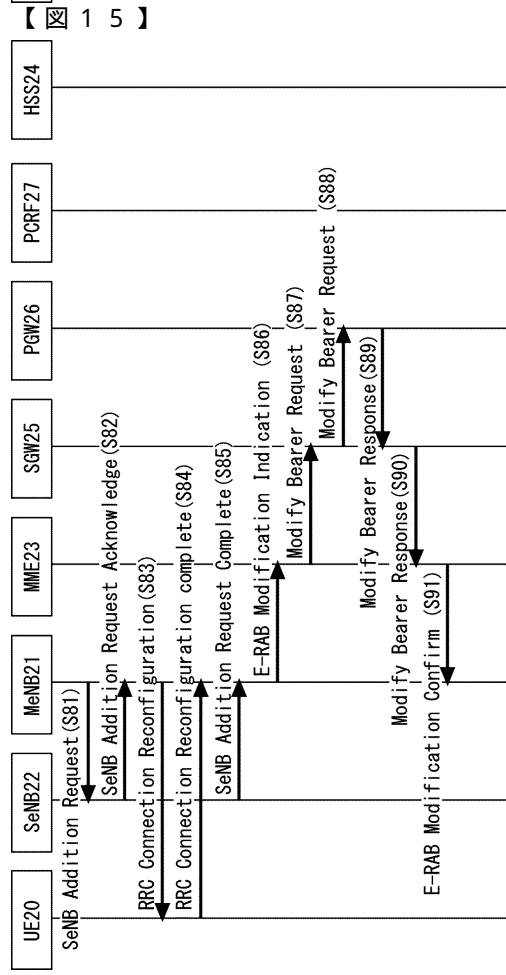 【図１５】
UE20
SeNB22
MeNB21
MME23
SGW25
PGW26
PCRF27
HSS24
SeNB Addition Request(S81)
SeNB Addition Request Acknowledge(S82)
RRC Connection Reconfiguration(S83)
RRC Connection Reconfiguration complete(S84)
SeNB Addition Request Complete(S85)
E-RAB Modification Indication (S86)
Modify Bearer Request (S87)
Modify Bearer Request (S88)
Modify Bearer Response(S89)
Modify Bearer Response(S90)
E-RAB Modification Confirm (S91)